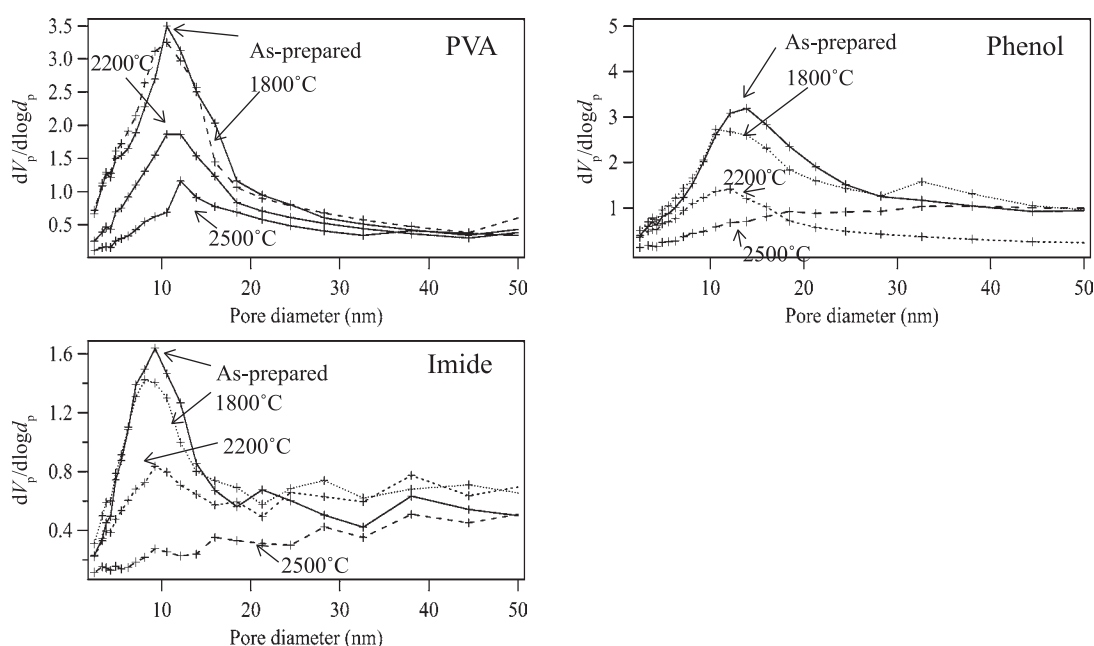 3.5
3.0
2.5
2.0
1.5
1.0
0.5
dVp/dlogdp
PVA
As-prepared
1800˚C
2200˚C
2500˚C
10
20
30
40
50
Pore diameter (nm)
5
4
3
2
1
dVp/dlogdp
Phenol
As-prepared
1800˚C
2200˚C
2500˚C
10
20
30
40
50
Pore diameter (nm)
1.6
1.2
0.8
0.4
dVp/dlogdp
Imide
As-prepared
1800˚C
2200˚C
2500˚C
10
20
30
40
50
Pore diameter (nm)